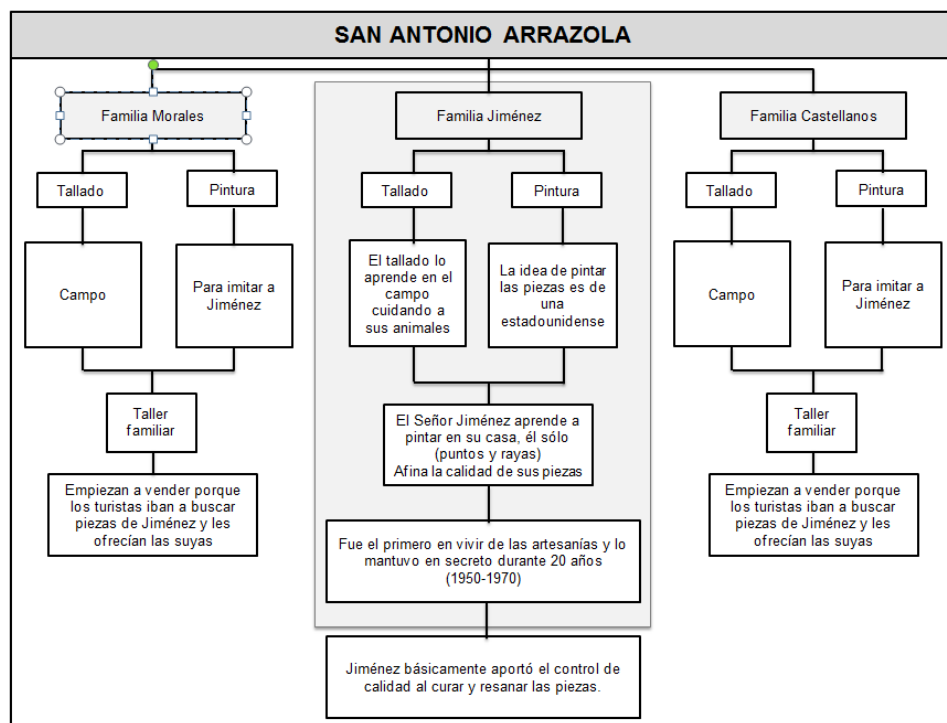 SAN ANTONIO ARRAZOLA
Familia Morales
Familia Jiménez
Familia Castellanos
Tallado
Pintura
Tallado
Pintura
Tallado
Pintura
Campo
Para imitar a
Jiménez
El tallado lo
aprende en el
campo
cuidando a
sus animales
La idea de pintar
las piezas es de
una
estadounidense
Campo
Para imitar a
Jiménez
Taller
familiar
El Señor Jiménez aprende a
pintar en su casa, él sólo
(puntos y rayas)
Afina la calidad de sus piezas
Taller
familiar
Empiezan a vender porque
los turistas iban a buscar
piezas de Jiménez y les
ofrecían las suyas
Fue el primero en vivir de las artesanías y lo
mantuvo en secreto durante 20 años
(1950-1970)
Empiezan a vender porque
los turistas iban a buscar
piezas de Jiménez y les
ofrecían las suyas
Jiménez básicamente aportó el control de
calidad al curar y resanar las piezas.